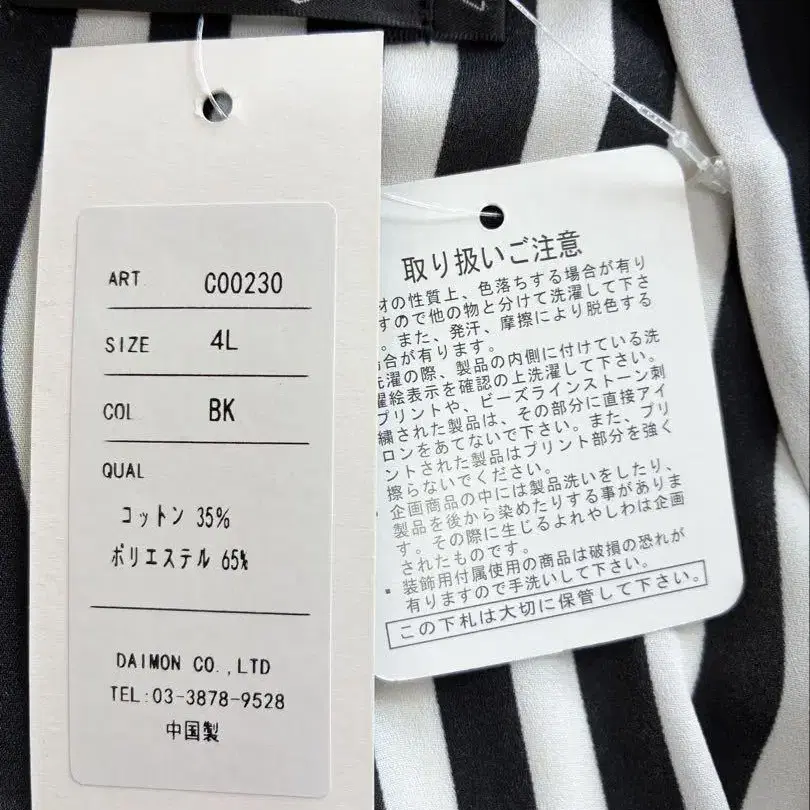 ART C00230
SIZE 4L
COL BK
QUAL
コットン 35%
ポリエステル 65%
DAIMON CO.,LTD
TEL:03-3878-9528
中国製
取り扱いご注意
材の性質上、色落ちする場合が有り
すので他の物と分けて洗濯して下さ
。また、発汗、摩擦により脱色する
合が有ります。
洗濯の際、製品の内側に付けている洗
濯絵表示を確認の上洗濯して下さい。
プリントや、ビーズラインストーン刺
繍された製品は、その部分に直接アイ
ロンをあてないで下さい。また、プリ
ントされた製品はプリント部分を強く
擦らないでください。
企画商品の中には製品洗いをしたり、
製品を後から染めたりする事がありま
す。その際に生じるよれやしわは企画
されたものです。
▪ 装飾用付属使用の商品は破損の恐れが
有りますので手洗いして下さい。
この下札は大切に保管して下さい。